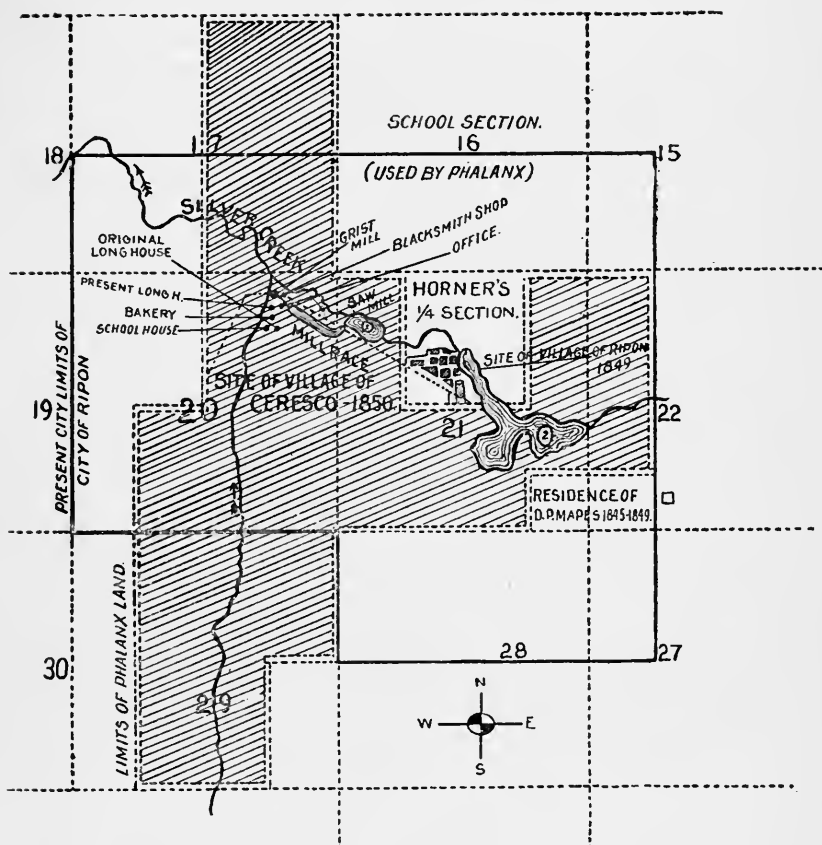 SCHOOL SECTION.
18
17
16
15
(USED BY PHALANX)
SILVER CREEK
GRIST
MILL
BLACKSMITH SHOP
OFFICE.
ORIGINAL
LONG HOUSE
PRESENT LONG H.
BAKERY
SCHOOL HOUSE
SAW
MILL
1
MILL RACE
HORNER'S
1/4 SECTION.
SITE OF VILLAGE OF RIPON
1849
SITE OF VILLAGE OF
CERESCO-1850.
PRESENT CITY LIMITS OF
CITY OF RIPON
19
20
21
22
2
RESIDENCE OF
D.P. MAPES 1845-1849.
LIMITS OF PHALANX LAND.
30
29
28
27
N
W E
S